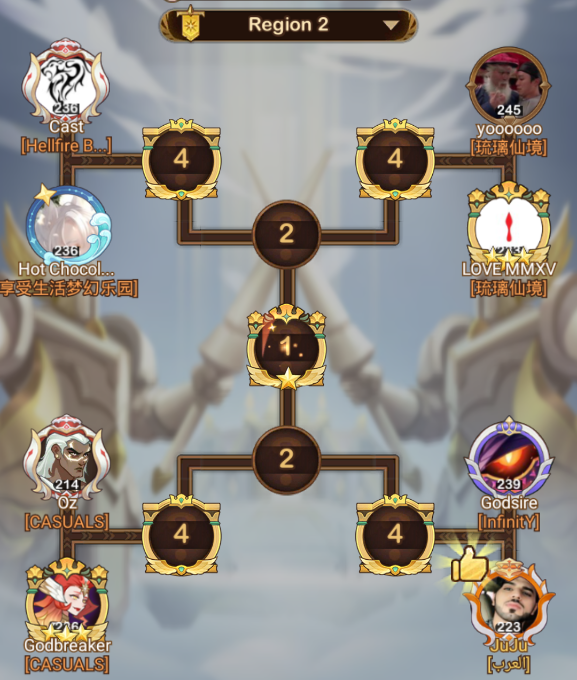 Region 2
236
Cast
[Hellfire B...]
4
4
245
yoooooo
[琉璃仙境]
236
Hot Chocol...
享受生活梦幻乐园]
2
LOVE MMXV
[琉璃仙境]
1
214
Oz
[CASUALS]
2
239
Godsire
[InfinitY]
4
4
Godbreaker
[CASUALS]
223
JuJu
[العرب]